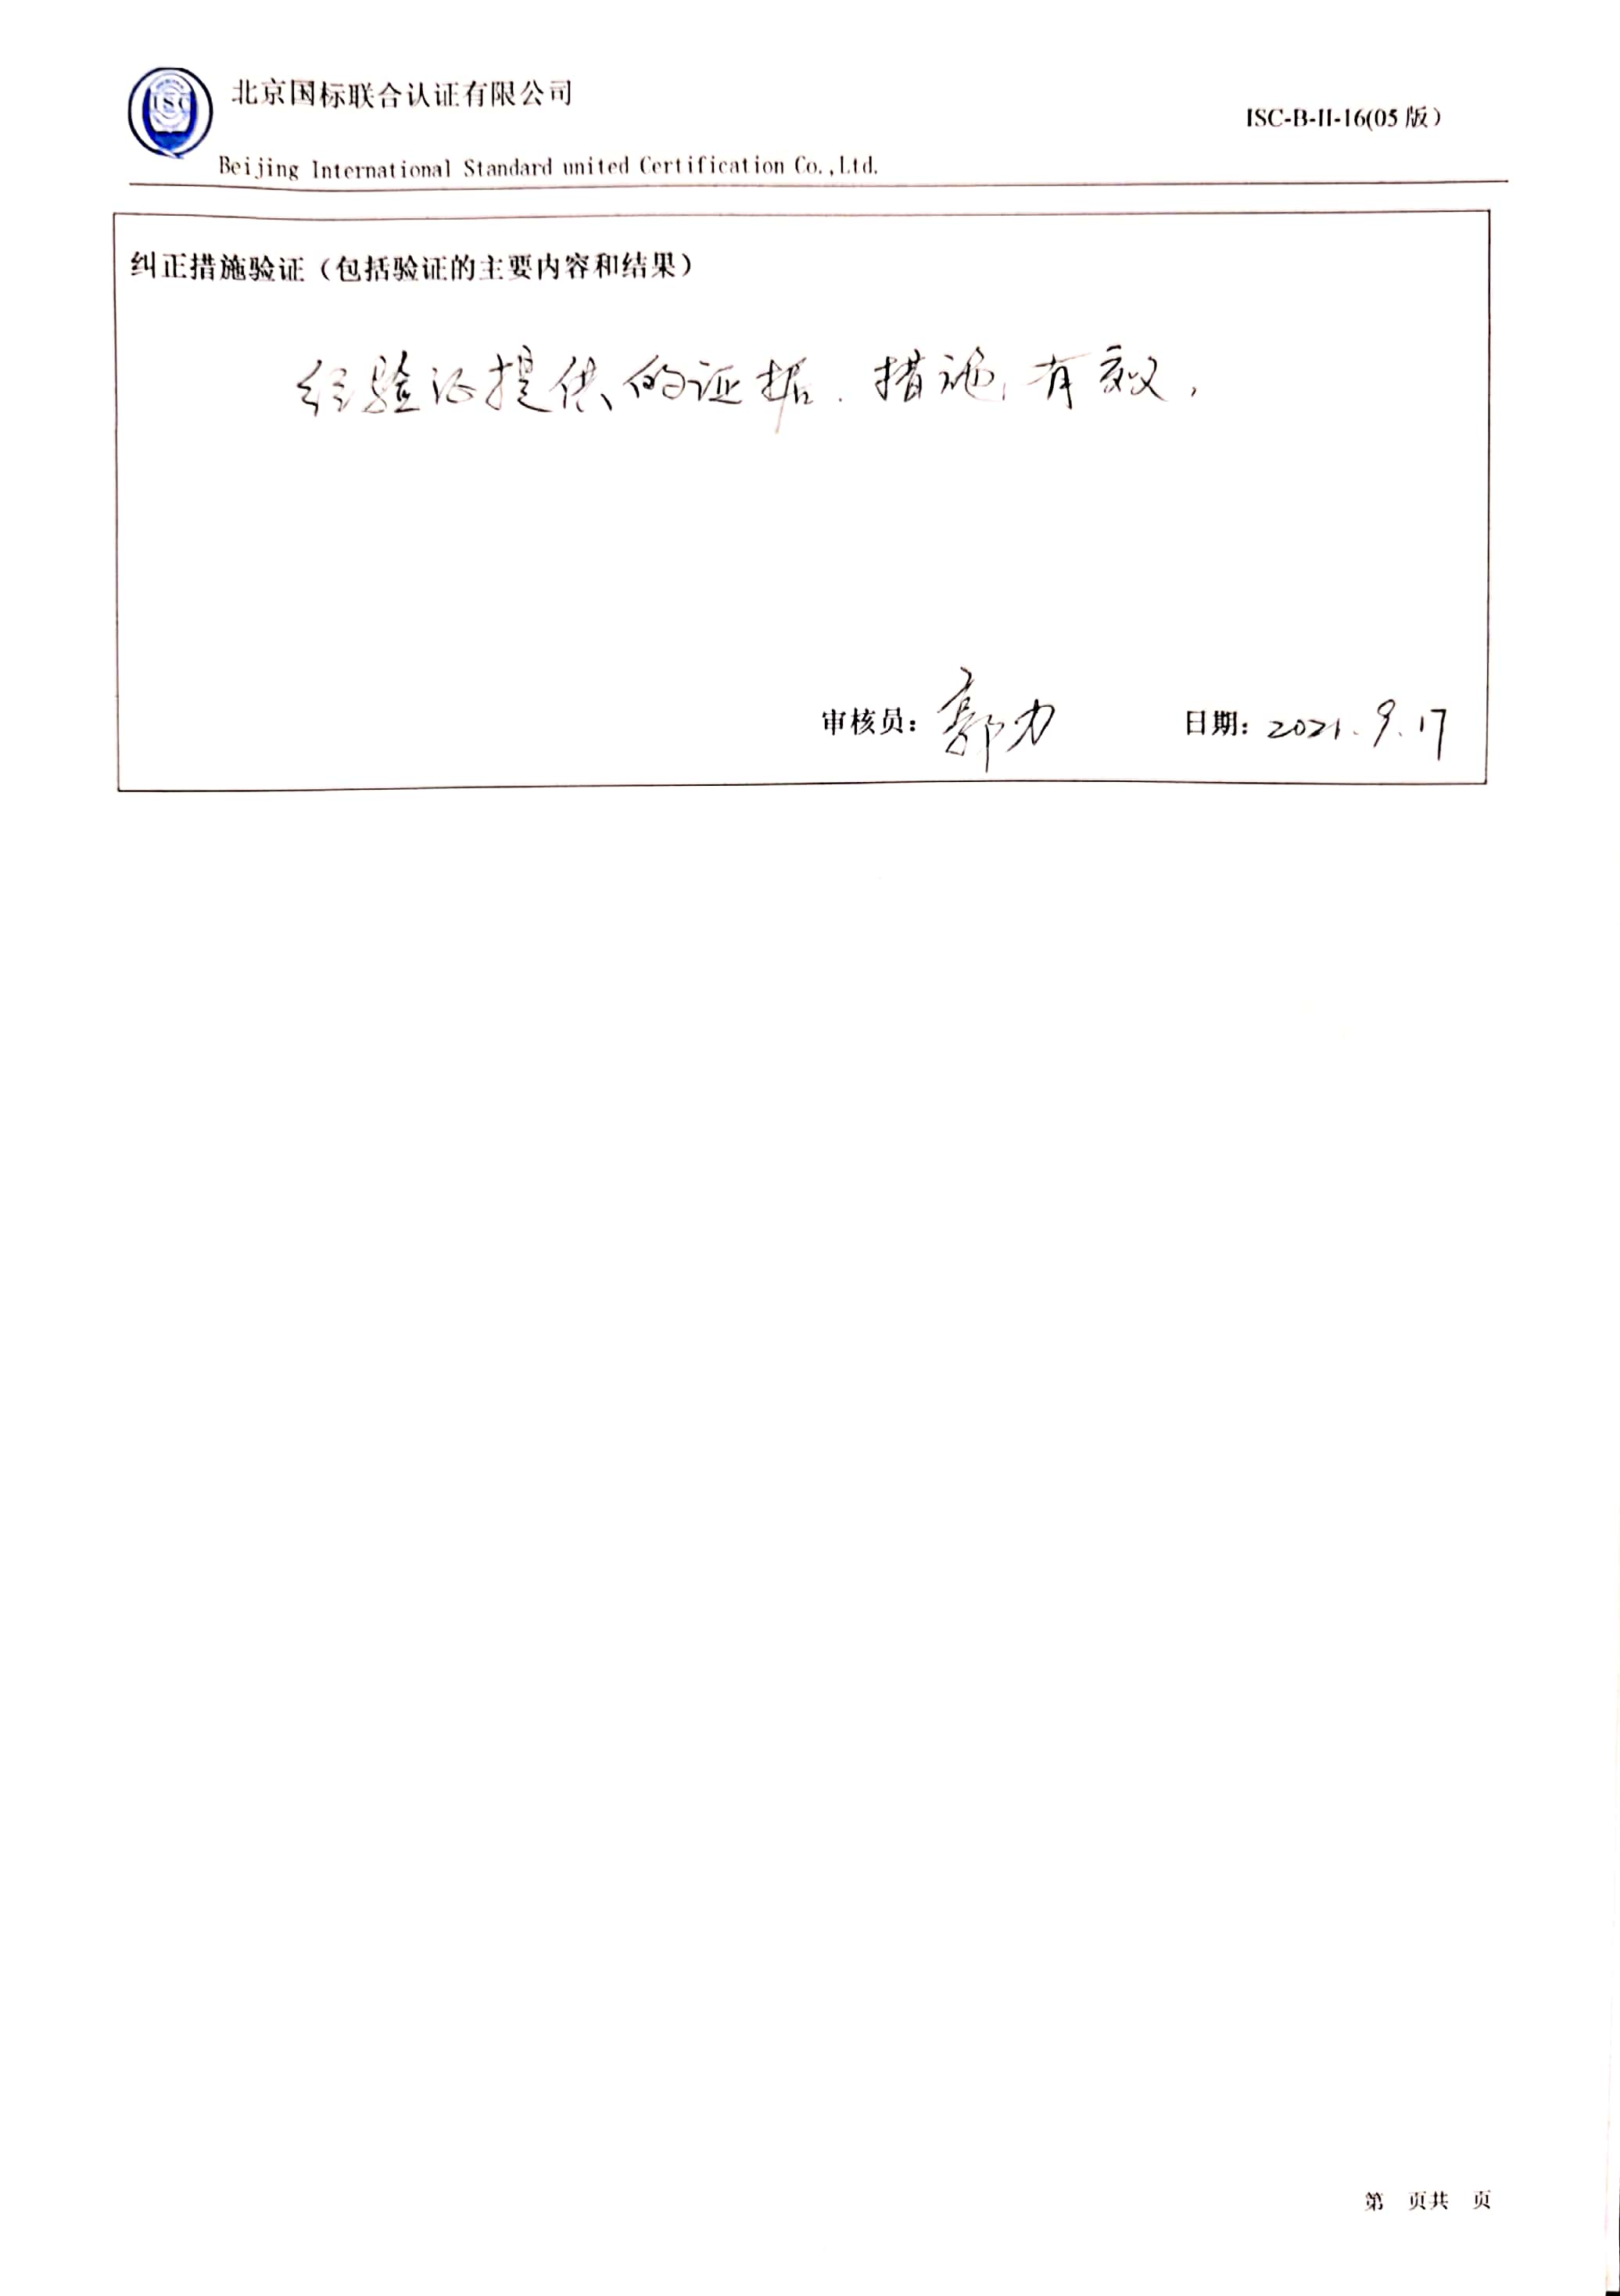 ISC
北京国标联合认证有限公司
ISC-B-II-16(05版)
Beijing International Standard united Certification Co.,Ltd.
纠正措施验证（包括验证的主要内容和结果）
经验证提供的证据.措施有效,
审核员：郭力 日期：2021.9.17
第 页共 页